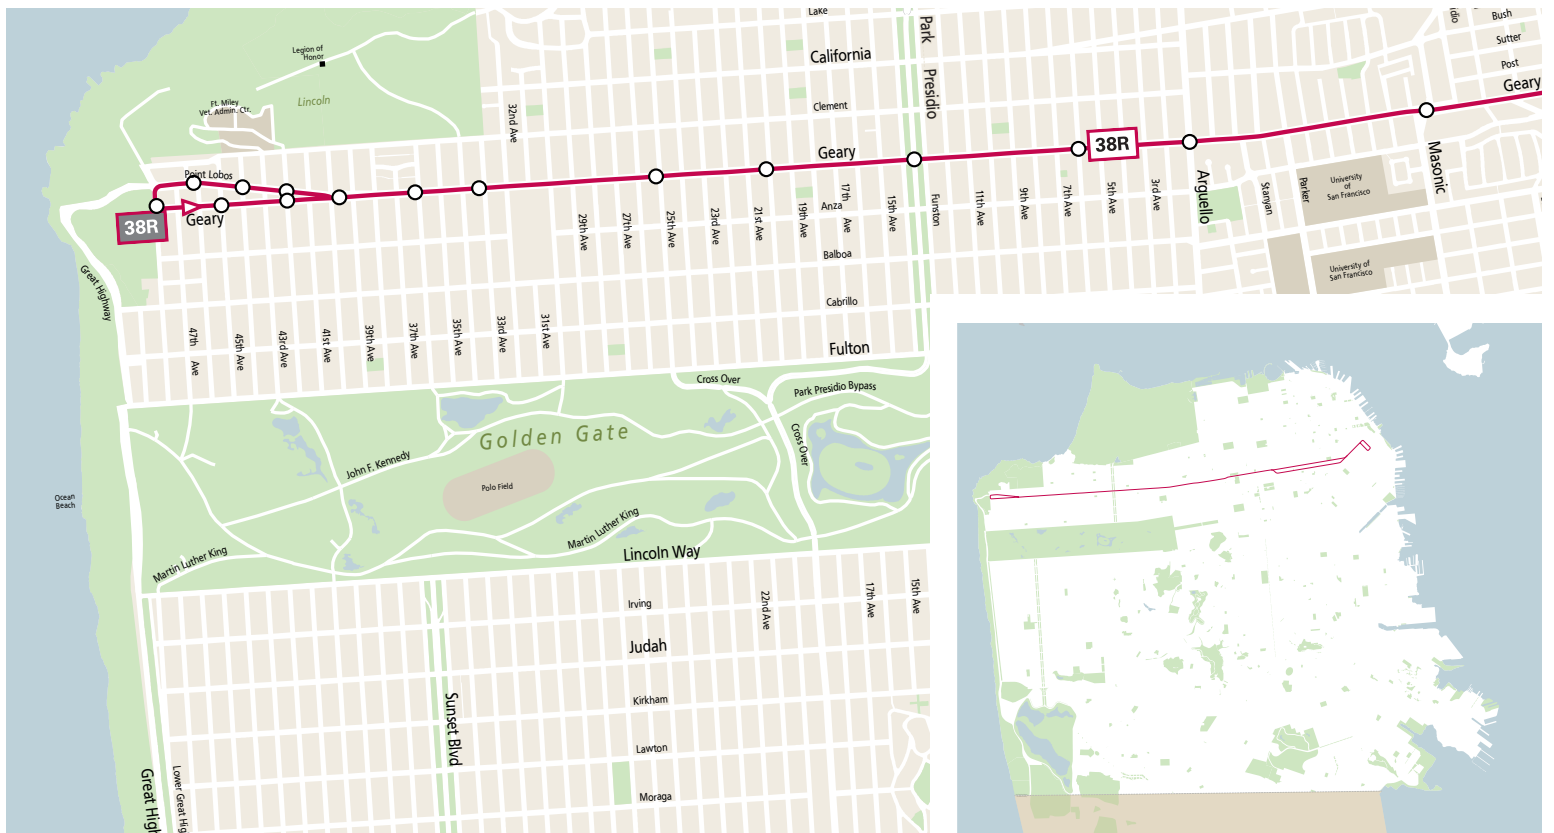 Lake
Park
Presidio
dio
Bush
Sutter
Post
Geary
California
Clement
Legion of
Honor
Lincoln
Ft. Miley
Vet. Admin. Ctr.
32nd Ave
Geary
38R
Masonic
Point Lobos
38R
Geary
Anza
Balboa
Cabrillo
Fulton
29th Ave
27th Ave
25th Ave
23rd Ave
21st Ave
19th Ave
17th
Ave
15th Ave
Funston
11th Ave
9th Ave
7th Ave
5th Ave
3rd Ave
Arguello
Stanyan
Parker
University
of
San Francisco
University of
San Francisco
Great Highway
47th
Ave
45th Ave
43rd Ave
41st Ave
39th Ave
37th Ave
35th Ave
33rd Ave
31st Ave
Cross Over
Park Presidio Bypass
Cross Over
Golden Gate
John F. Kennedy
Polo Field
Ocean
Beach
Martin Luther King
Martin Luther King
Lincoln Way
Irving
Judah
Kirkham
Lawton
Moraga
22nd Ave
17th Ave
15th Ave
Sunset Blvd
Great High
Lower Great Hig